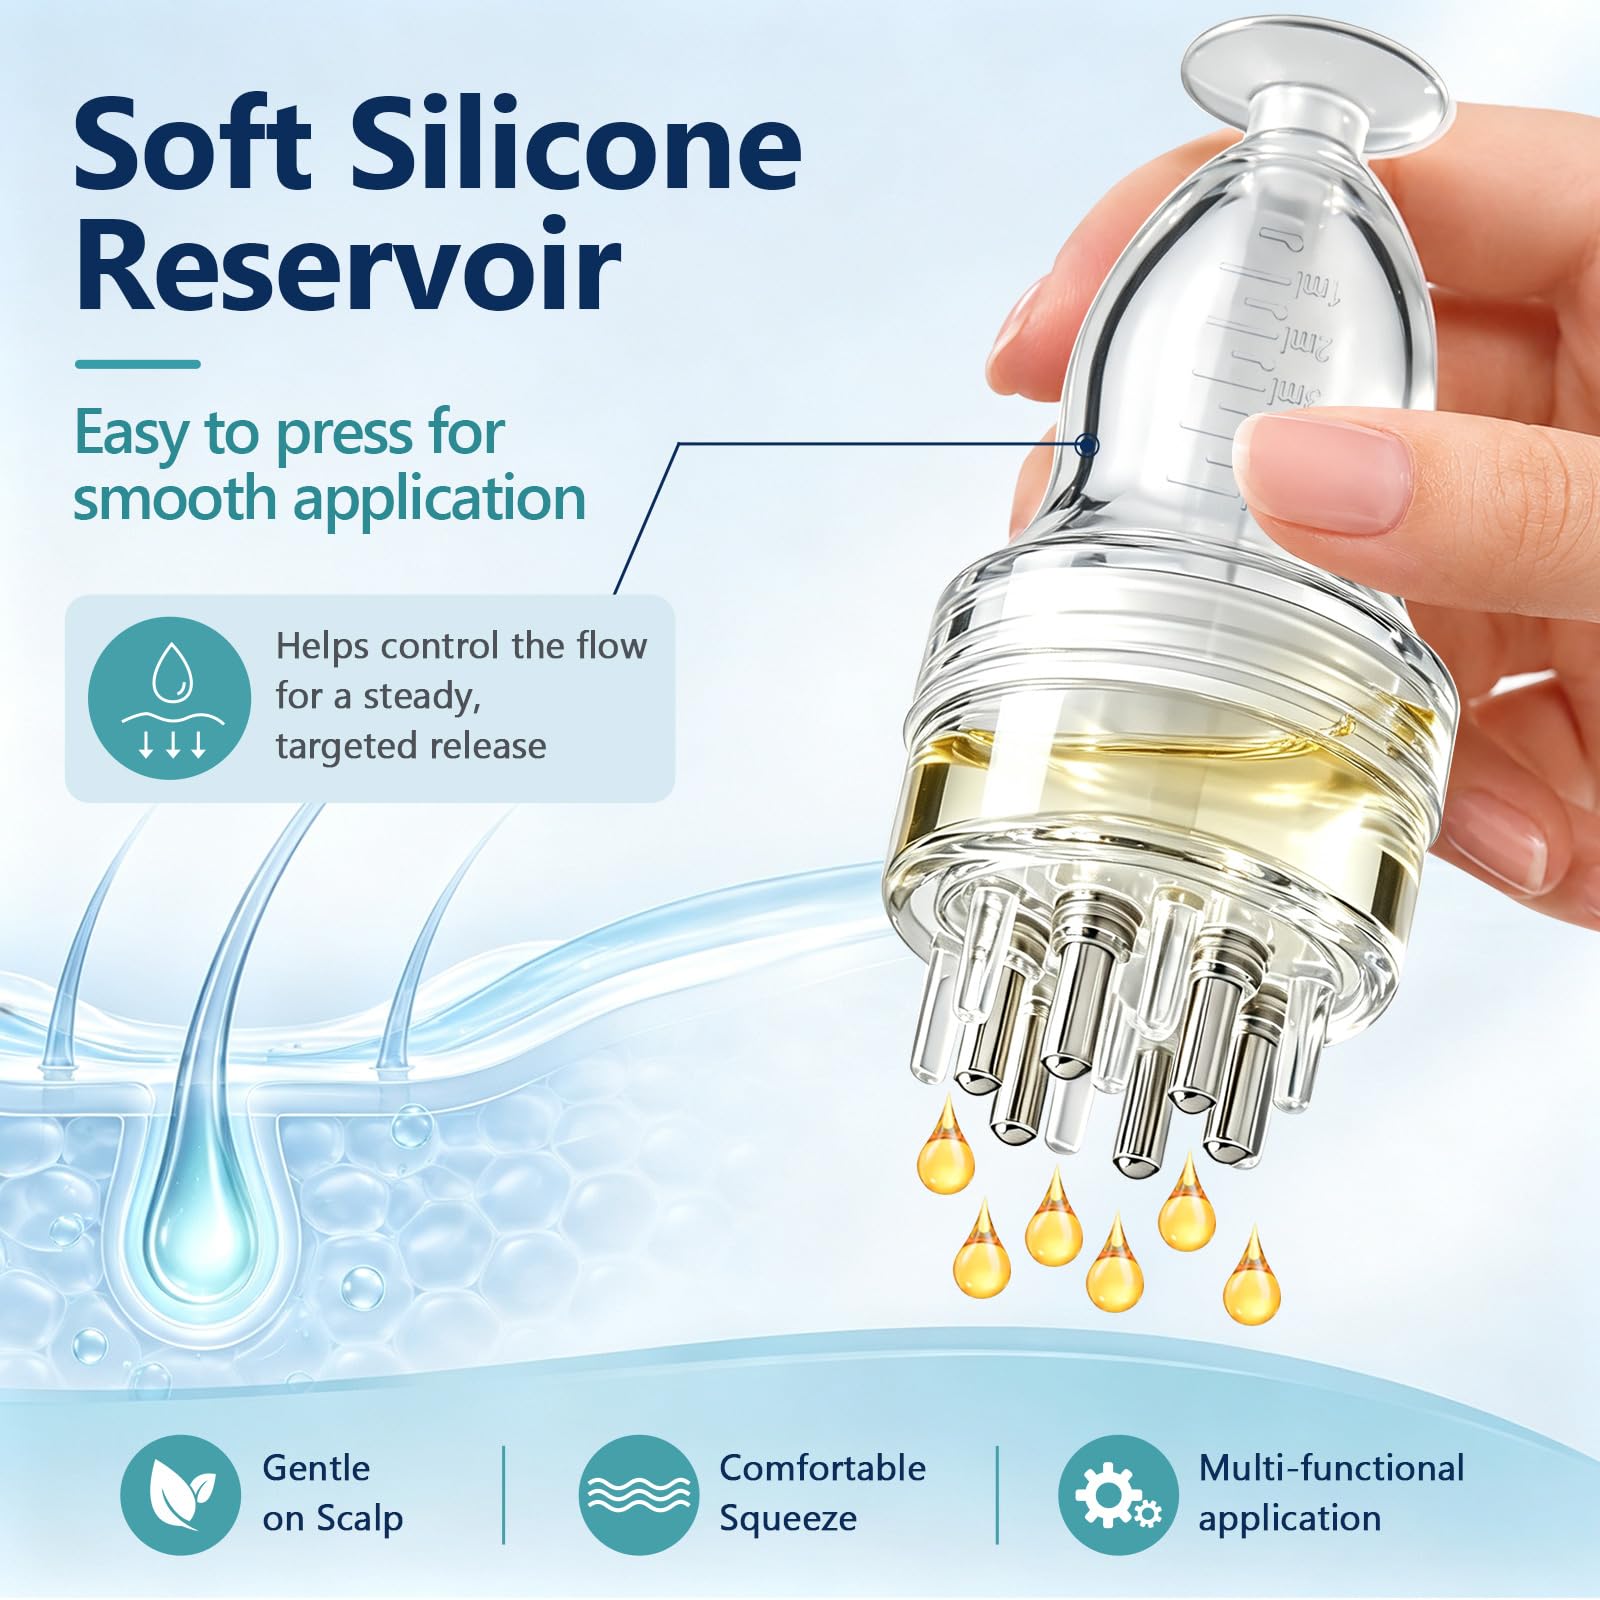 Soft Silicone
Reservoir
Easy to press for
smooth application
Helps control the flow
for a steady,
targeted release
1ml
2ml
3ml
Gentle
on Scalp
Comfortable
Squeeze
Multi-functional
application